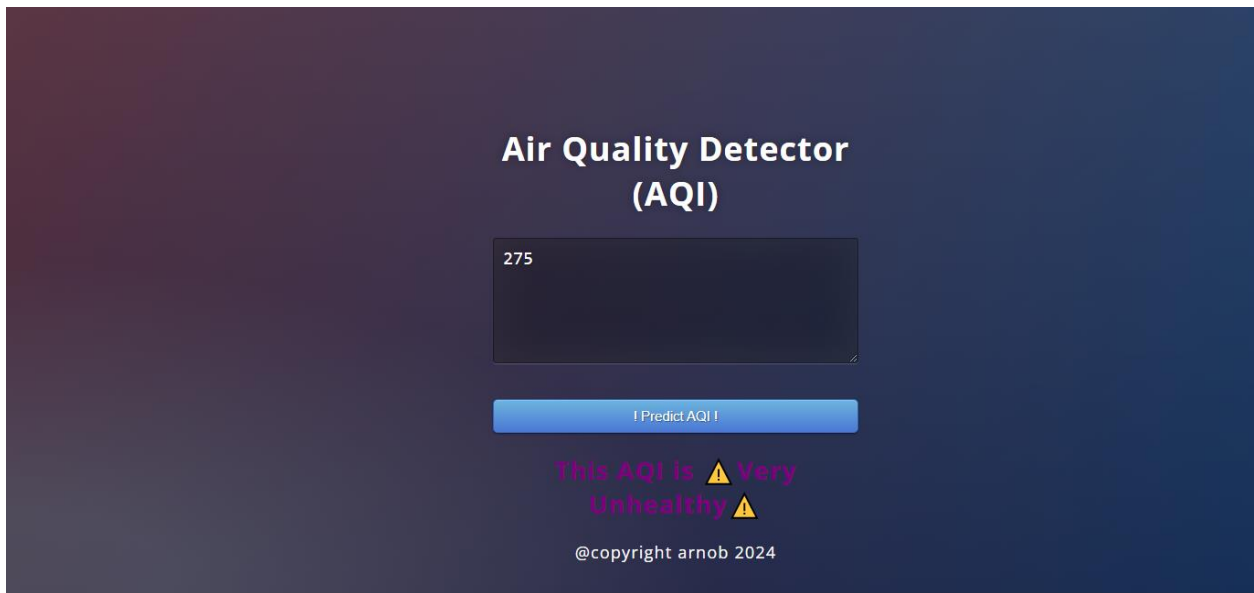 Air Quality Detector
(AQI)
275
! Predict AQI !
This AQI is ⚠Very
Unhealthy⚠
@copyright arnob 2024